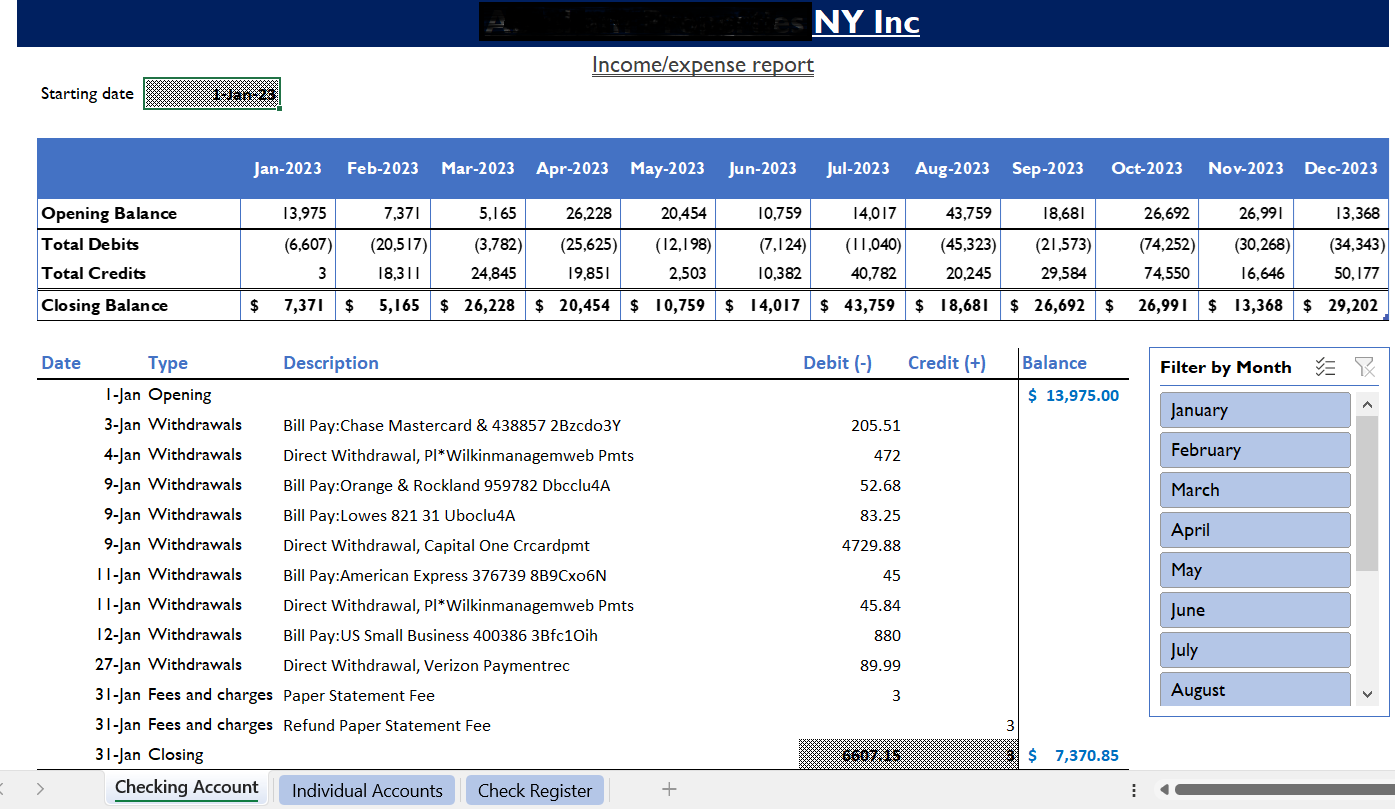 NY Inc
Income/expense report
Starting date 1-Jan-23
Jan-2023 Feb-2023 Mar-2023 Apr-2023 May-2023 Jun-2023 Jul-2023 Aug-2023 Sep-2023 Oct-2023 Nov-2023 Dec-2023
Opening Balance 13,975 7,371 5,165 26,228 20,454 10,759 14,017 43,759 18,681 26,692 26,991 13,368
Total Debits (6,607) (20,517) (3,782) (25,625) (12,198) (7,124) (11,040) (45,323) (21,573) (74,252) (30,268) (34,343)
Total Credits 3 18,311 24,845 19,851 2,503 10,382 40,782 20,245 29,584 74,550 16,646 50,177
Closing Balance $ 7,371 $ 5,165 $ 26,228 $ 20,454 $ 10,759 $ 14,017 $ 43,759 $ 18,681 $ 26,692 $ 26,991 $ 13,368 $ 29,202
Date Type Description Debit (-) Credit (+) Balance
1-Jan Opening $ 13,975.00
3-Jan Withdrawals Bill Pay:Chase Mastercard & 438857 2Bzcdo3Y 205.51
4-Jan Withdrawals Direct Withdrawal, Pl*Wilkinmanagemweb Pmts 472
9-Jan Withdrawals Bill Pay:Orange & Rockland 959782 Dbcclu4A 52.68
9-Jan Withdrawals Bill Pay:Lowes 821 31 Uboclu4A 83.25
9-Jan Withdrawals Direct Withdrawal, Capital One Crcardpmt 4729.88
11-Jan Withdrawals Bill Pay:American Express 376739 8B9Cxo6N 45
11-Jan Withdrawals Direct Withdrawal, Pl*Wilkinmanagemweb Pmts 45.84
12-Jan Withdrawals Bill Pay:US Small Business 400386 3Bfc1Oih 880
27-Jan Withdrawals Direct Withdrawal, Verizon Paymentrec 89.99
31-Jan Fees and charges Paper Statement Fee 3
31-Jan Fees and charges Refund Paper Statement Fee 3
31-Jan Closing 6607.15 3 $ 7,370.85
Filter by Month
January
February
March
April
May
June
July
August
Checking Account Individual Accounts Check Register